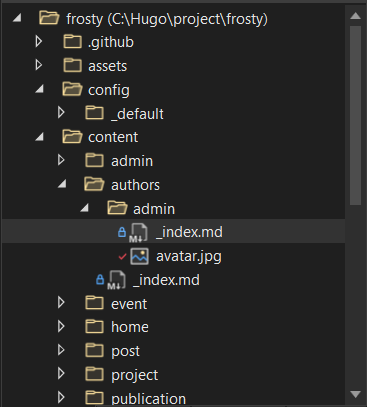 frosty (C:\Hugo\project\frosty)
.github
assets
config
_default
content
admin
authors
admin
_index.md
avatar.jpg
_index.md
event
home
post
project
publication